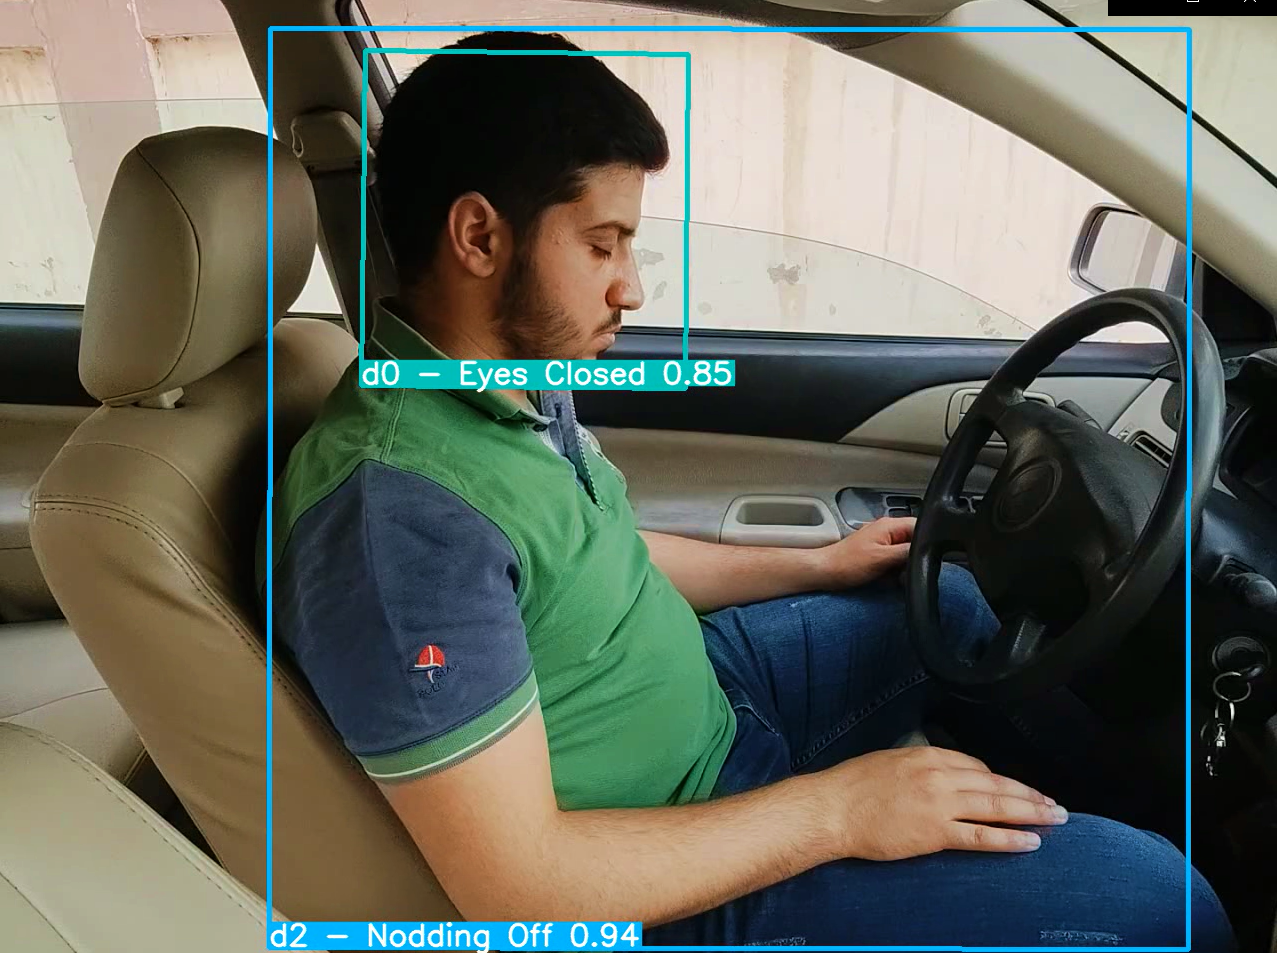 d0 – Eyes Closed 0.85
d2 – Nodding Off 0.94